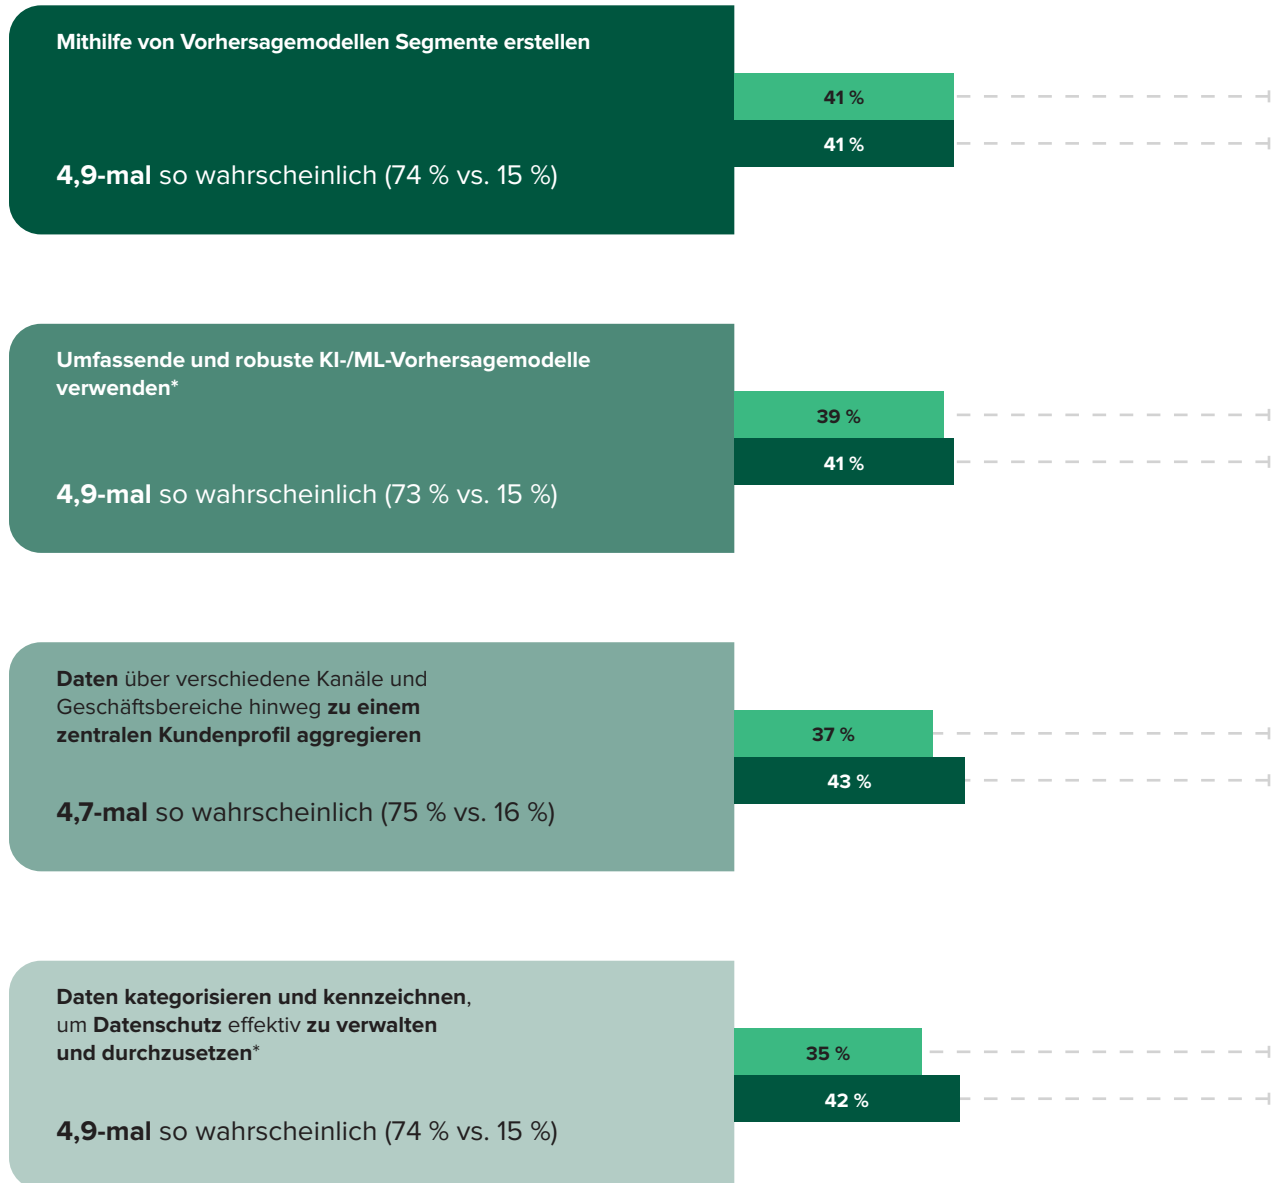 Mithilfe von Vorhersagemodellen Segmente erstellen
41 %
41 %
4,9-mal so wahrscheinlich (74 % vs. 15 %)
Umfassende und robuste KI-/ML-Vorhersagemodelle
verwenden*
39 %
41 %
4,9-mal so wahrscheinlich (73 % vs. 15 %)
Daten über verschiedene Kanäle und
Geschäftsbereiche hinweg zu einem
zentralen Kundenprofil aggregieren
37 %
43 %
4,7-mal so wahrscheinlich (75 % vs. 16 %)
Daten kategorisieren und kennzeichnen,
um Datenschutz effektiv zu verwalten
und durchzusetzen*
35 %
42 %
4,9-mal so wahrscheinlich (74 % vs. 15 %)